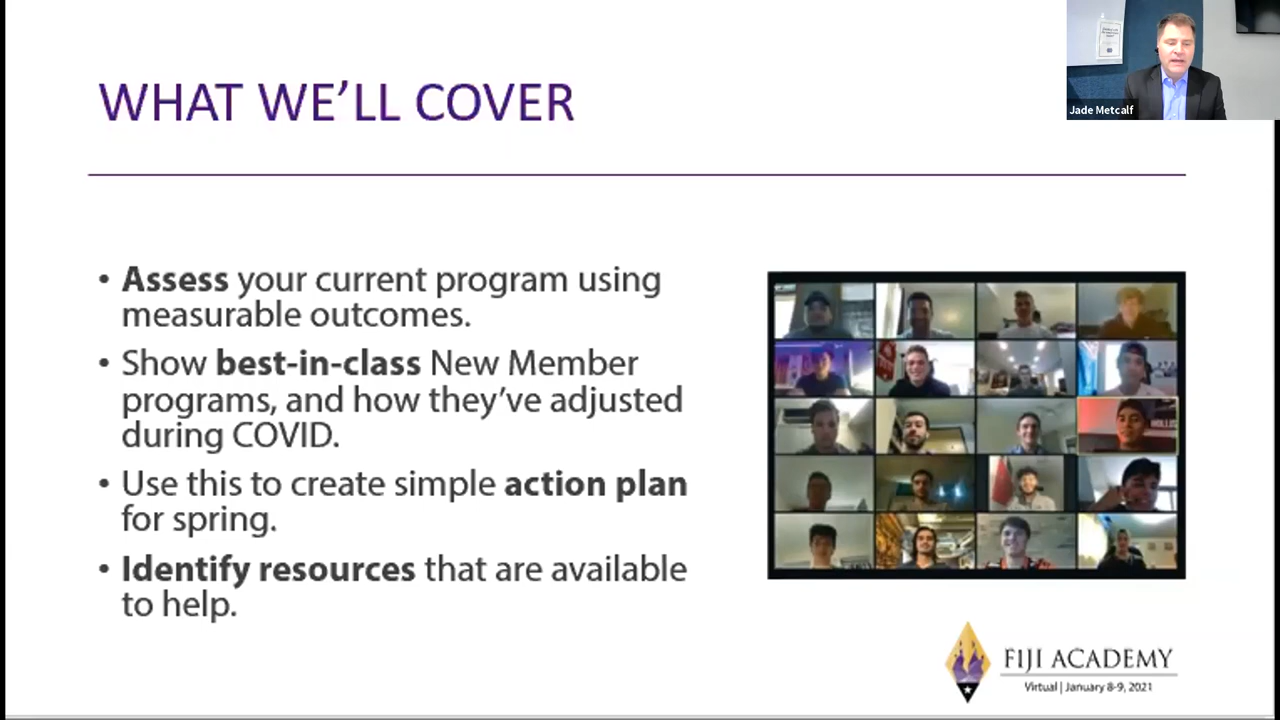 WHAT WE'LL COVER
Jade Metcalf
• Assess your current program using
measurable outcomes.
• Show best-in-class New Member
programs, and how they've adjusted
during COVID.
• Use this to create simple action plan
for spring.
• Identify resources that are available
to help.
FIJI ACADEMY
Virtual | January 8-9, 2021